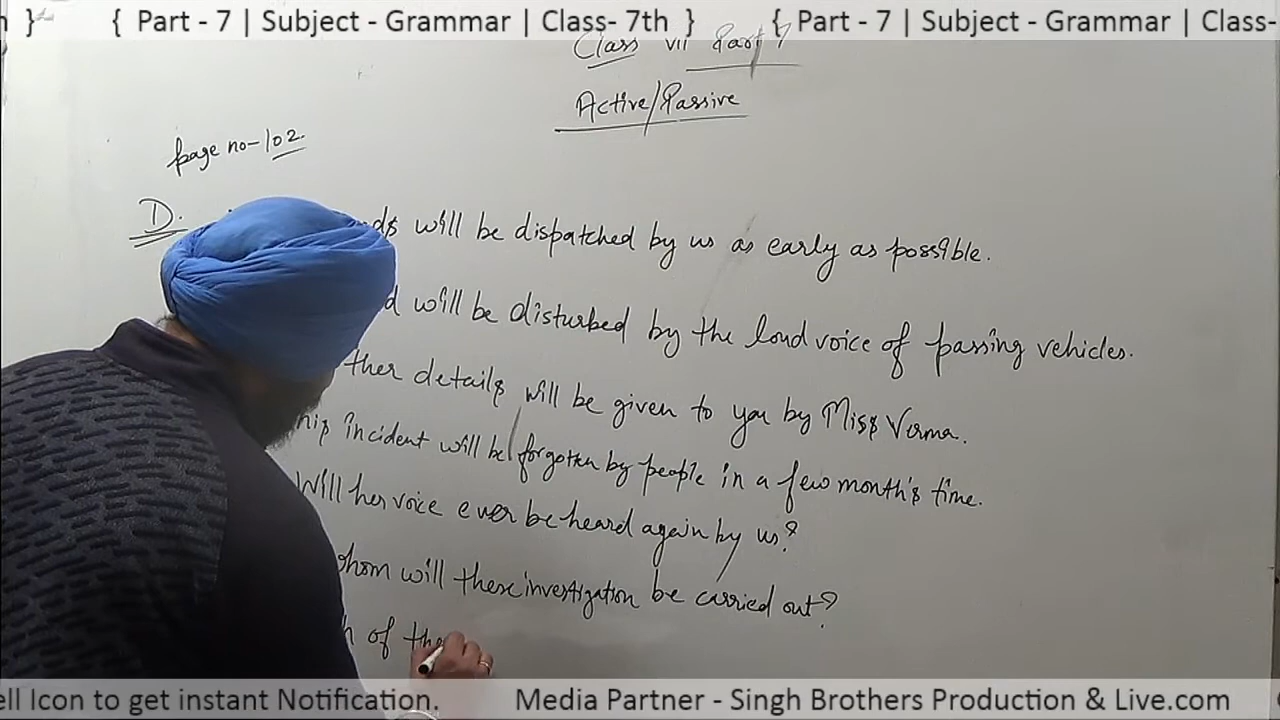 } { Part - 7 | Subject - Grammar | Class- 7th } { Part - 7 | Subject - Grammar | Class-
Class VII Part 7
Active/Passive
page no-102.
D. will be dispatched by us as early as possible.
will be disturbed by the loud voice of passing vehicles.
details will be given to you by Miss Verma.
incident will be forgotten by people in a few month's time.
Will her voice ever be heard again by us?
whom will these investigation be carried out?
of the
ell Icon to get instant Notification. Media Partner - Singh Brothers Production & Live.com